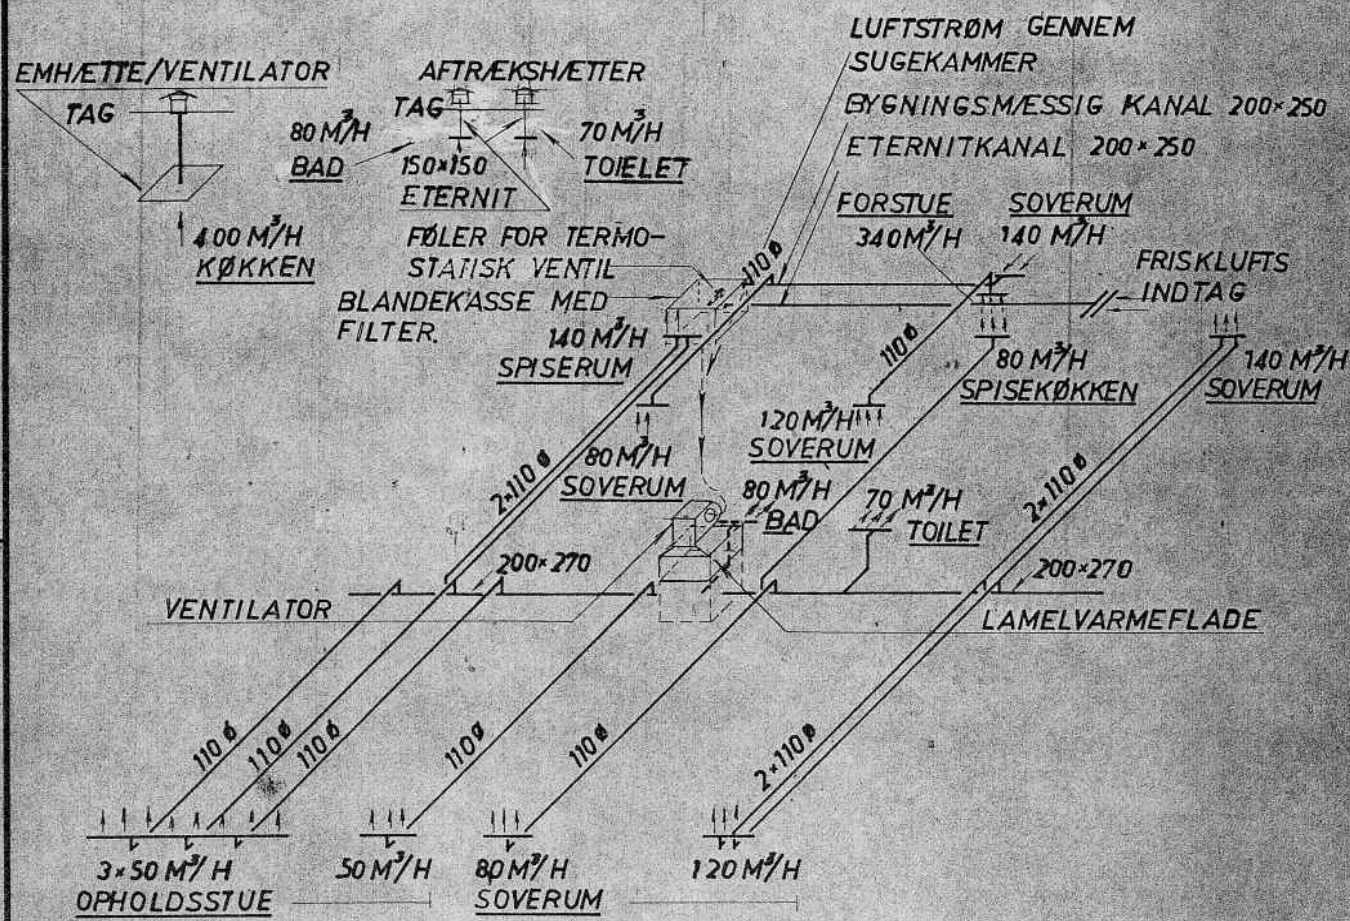 EMHÆTTE/VENTILATOR
TAG
400 M³/H
KØKKEN
AFTRÆKSHÆTTER
TAG
80 M³/H
BAD
150×150
ETERNIT
70 M³/H
TOIELET
LUFTSTRØM GENNEM
SUGEKAMMER
BYGNINGSMÆSSIG KANAL 200×250
ETERNITKANAL 200×250
FORSTUE
340M³/H
SOVERUM
140 M³/H
FRISKLUFTS
INDTAG
FØLER FOR TERMO-
STATISK VENTIL
BLANDEKASSE MED
FILTER.
110 ø
140 M³/H
SPISERUM
110 ø
80 M³/H
SPISEKØKKEN
140 M³/H
SOVERUM
120 M³/H
SOVERUM
80 M³/H
SOVERUM
2×110 ø
80 M³/H
BAD
70 M³/H
TOILET
2×110 ø
200×270
200×270
VENTILATOR
LAMELVARMEFLADE
110 ø
110 ø
110 ø
110 ø
110 ø
2×110 ø
3×50 M³/H
OPHOLDSSTUE
50 M³/H
80 M³/H
SOVERUM
120 M³/H